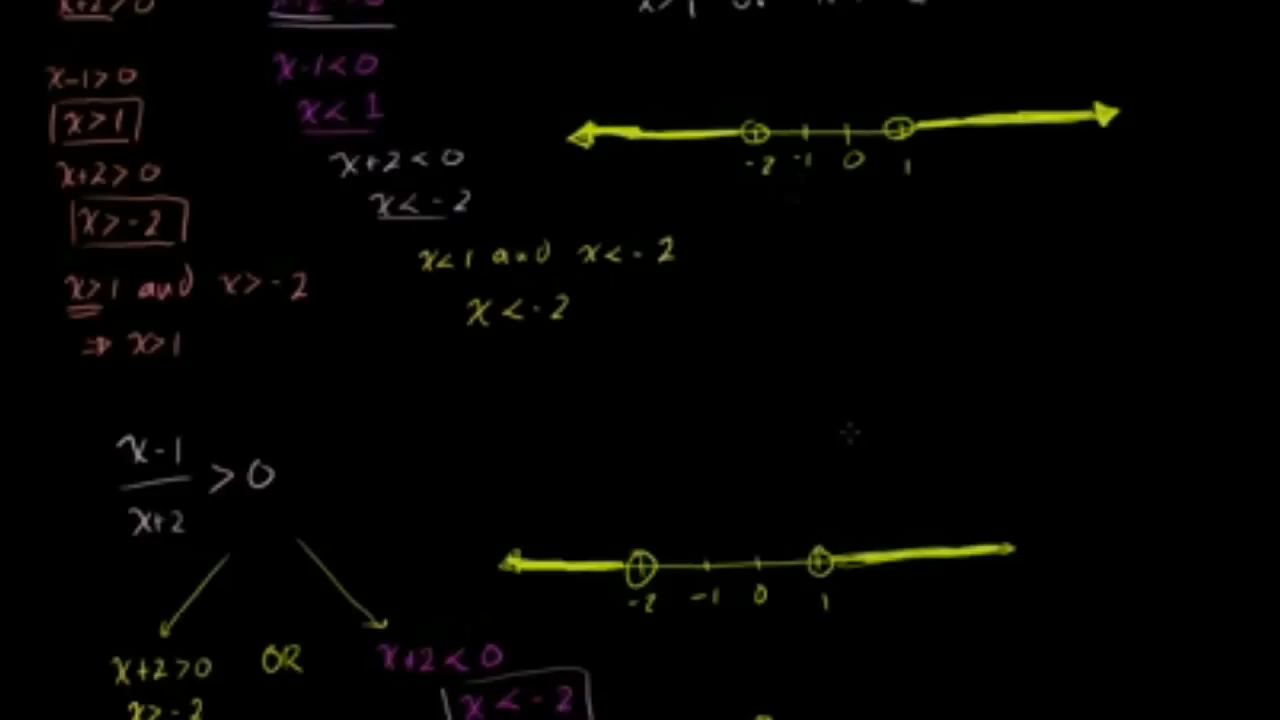 x+2>0
x-1>0
x>1
x+2>0
x>-2
x>1 and x>-2
⇒ x>1
x-1<0
x< 1
x+2<0
x<-2
x<1 and x<-2
x<-2
-2 -1 0 1
x-1
x+2
>0
x+2>0 OR x+2<0
x>-2
x<-2
-2 -1 0 1